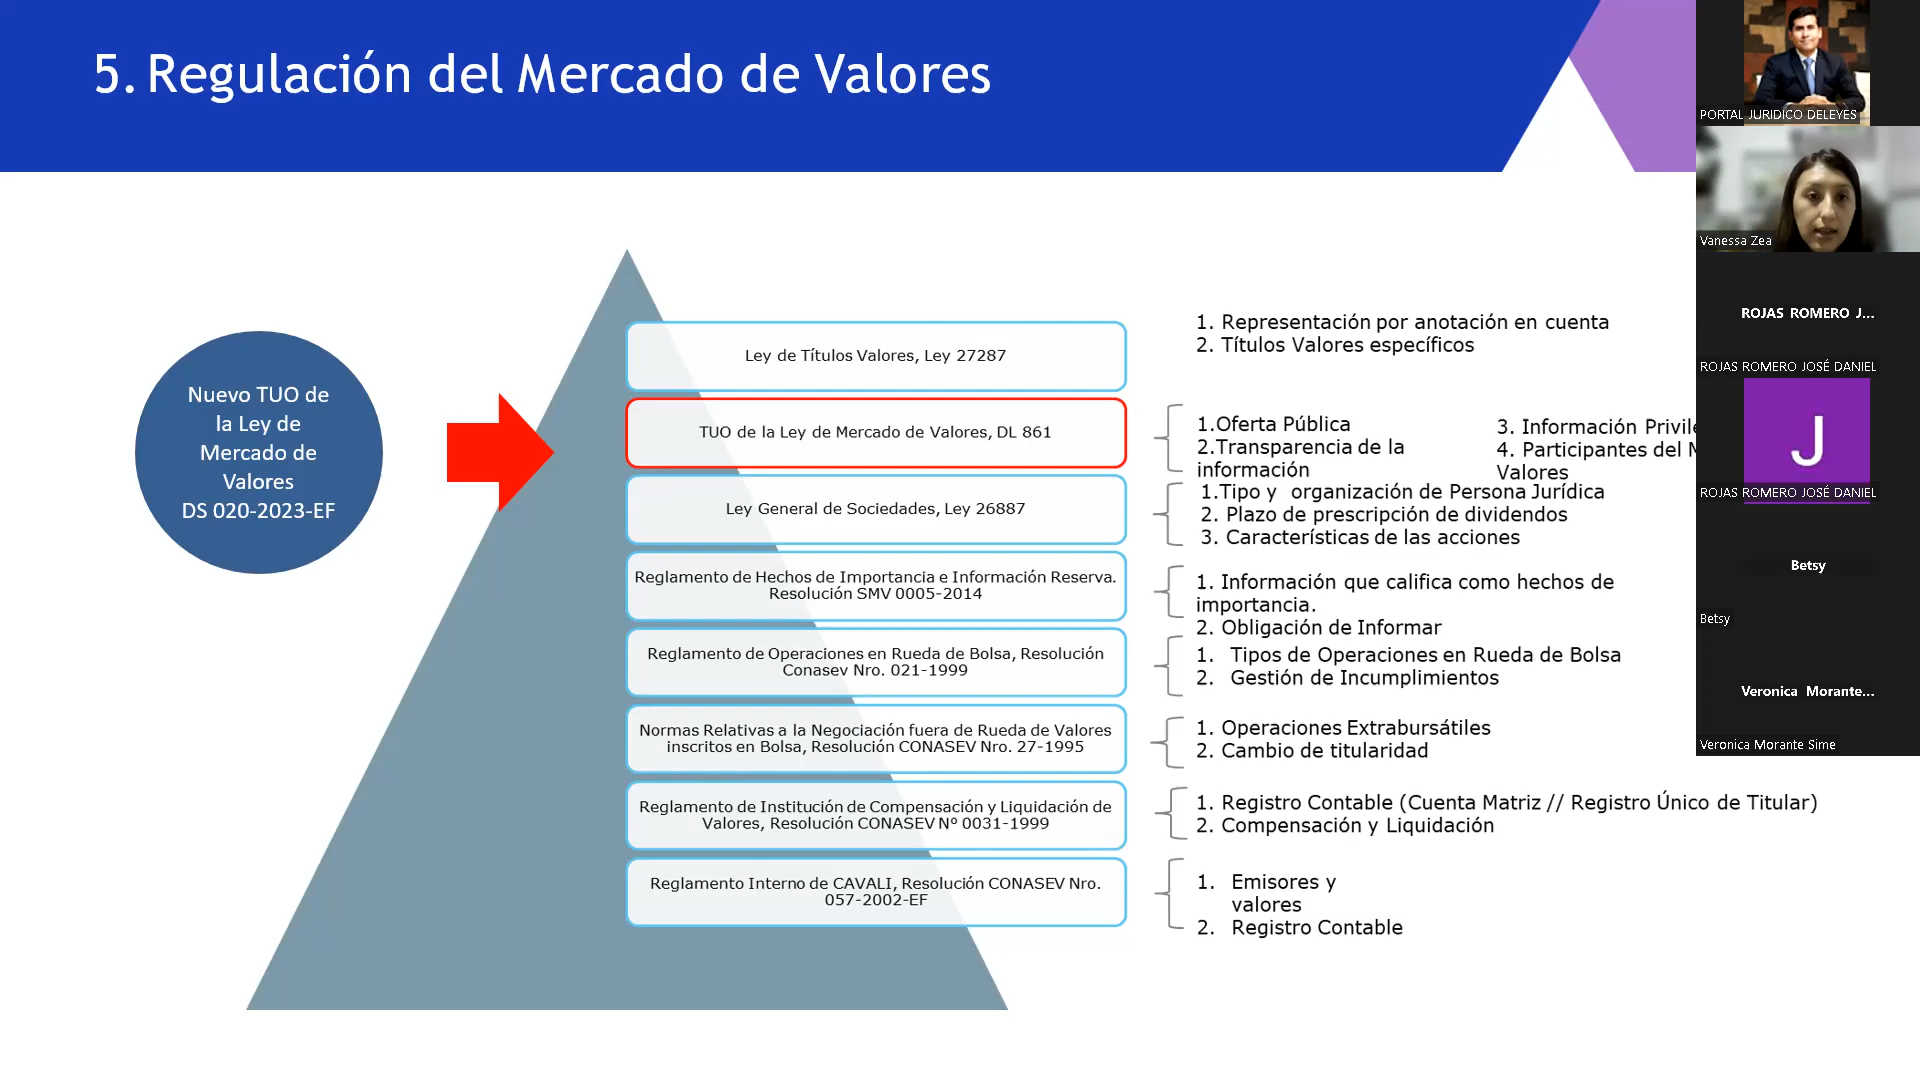 5. Regulación del Mercado de Valores
Nuevo TUO de
la Ley de
Mercado de
Valores
DS 020-2023-EF
Ley de Títulos Valores, Ley 27287
1. Representación por anotación en cuenta
2. Títulos Valores específicos
TUO de la Ley de Mercado de Valores, DL 861
1.Oferta Pública
2.Transparencia de la
información
3. Información Privile
4. Participantes del M
Valores
Ley General de Sociedades, Ley 26887
1.Tipo y organización de Persona Jurídica
2. Plazo de prescripción de dividendos
3. Características de las acciones
Reglamento de Hechos de Importancia e Información Reserva.
Resolución SMV 0005-2014
1. Información que califica como hechos de
importancia.
2. Obligación de Informar
Reglamento de Operaciones en Rueda de Bolsa, Resolución
Conasev Nro. 021-1999
1. Tipos de Operaciones en Rueda de Bolsa
2. Gestión de Incumplimientos
Normas Relativas a la Negociación fuera de Rueda de Valores
inscritos en Bolsa, Resolución CONASEV Nro. 27-1995
1. Operaciones Extrabursátiles
2. Cambio de titularidad
Reglamento de Institución de Compensación y Liquidación de
Valores, Resolución CONASEV Nº 0031-1999
1. Registro Contable (Cuenta Matriz // Registro Único de Titular)
2. Compensación y Liquidación
Reglamento Interno de CAVALI, Resolución CONASEV Nro.
057-2002-EF
1. Emisores y
valores
2. Registro Contable
PORTAL JURIDICO DELEYES
Vanessa Zea
ROJAS ROMERO J...
ROJAS ROMERO JOSÉ DANIEL
J
ROJAS ROMERO JOSÉ DANIEL
Betsy
Betsy
Veronica Morante...
Veronica Morante Sime